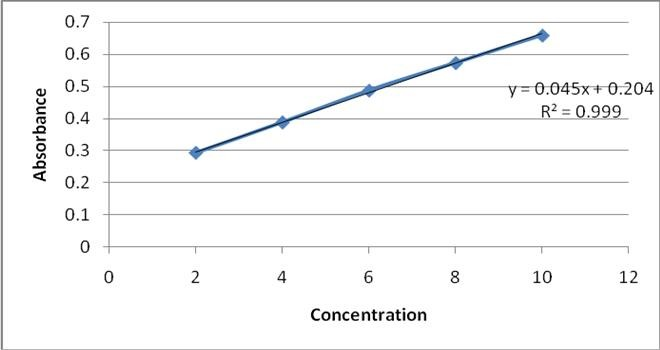 0.7
0.6
0.5
0.4
0.3
0.2
0.1
0
Absorbance
y = 0.045x + 0.204
R² = 0.999
0 2 4 6 8 10 12
Concentration